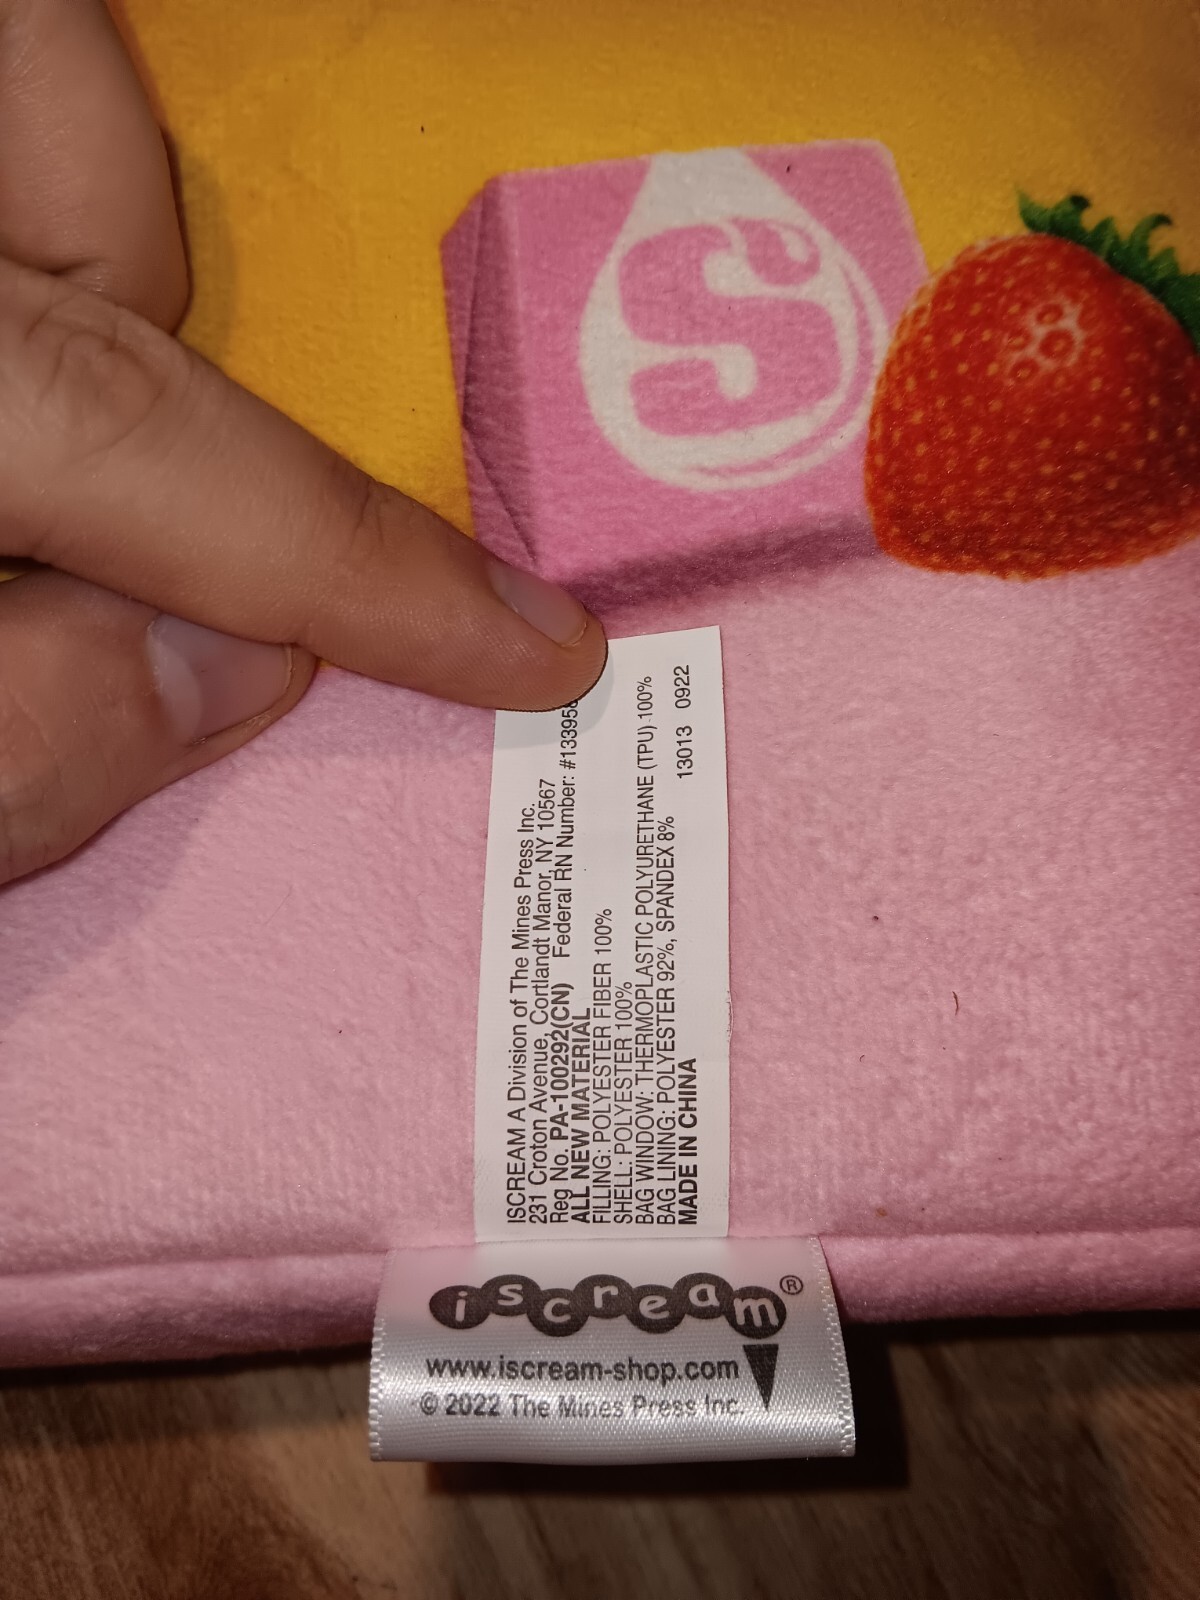 S
ISCREAM A Division of The Mines Press Inc.
231 Croton Avenue, Cortlandt Manor, NY 10567
Reg No. PA-100292(CN) Federal RN Number: #13395
ALL NEW MATERIAL
FILLING: POLYESTER FIBER 100%
SHELL: POLYESTER 100%
BAG WINDOW: THERMOPLASTIC POLYURETHANE (TPU) 100%
BAG LINING: POLYESTER 92%, SPANDEX 8%
MADE IN CHINA 13013 0922
iscream®
www.iscream-shop.com
© 2022 The Mines Press Inc.